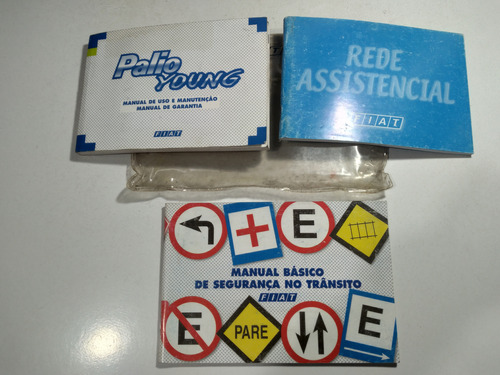 Palio
YOUNG
MANUAL DE USO E MANUTENÇÃO
MANUAL DE GARANTIA
FIAT
REDE
ASSISTENCIAL
FIAT
E
MANUAL BÁSICO
DE SEGURANÇA NO TRÂNSITO
FIAT
E
PARE
E